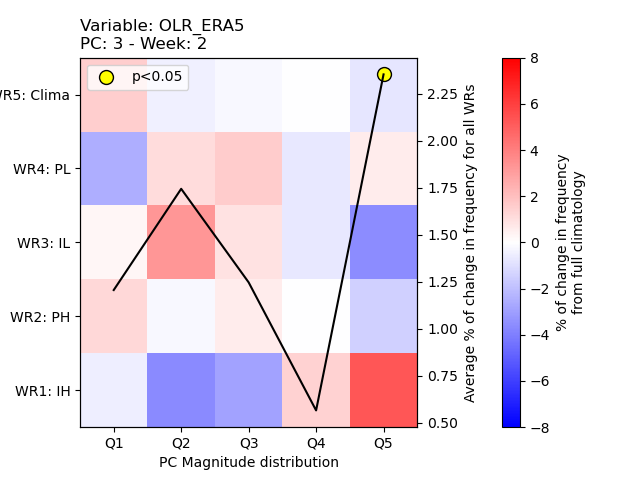 Variable: OLR_ERA5
PC: 3 - Week: 2
p<0.05
WR5: Clima
WR4: PL
WR3: IL
WR2: PH
WR1: IH
Q1 Q2 Q3 Q4 Q5
PC Magnitude distribution
2.25
2.00
1.75
1.50
1.25
1.00
0.75
0.50
Average % of change in frequency for all WRs
8
6
4
2
0
−2
−4
−6
−8
% of change in frequency
from full climatology